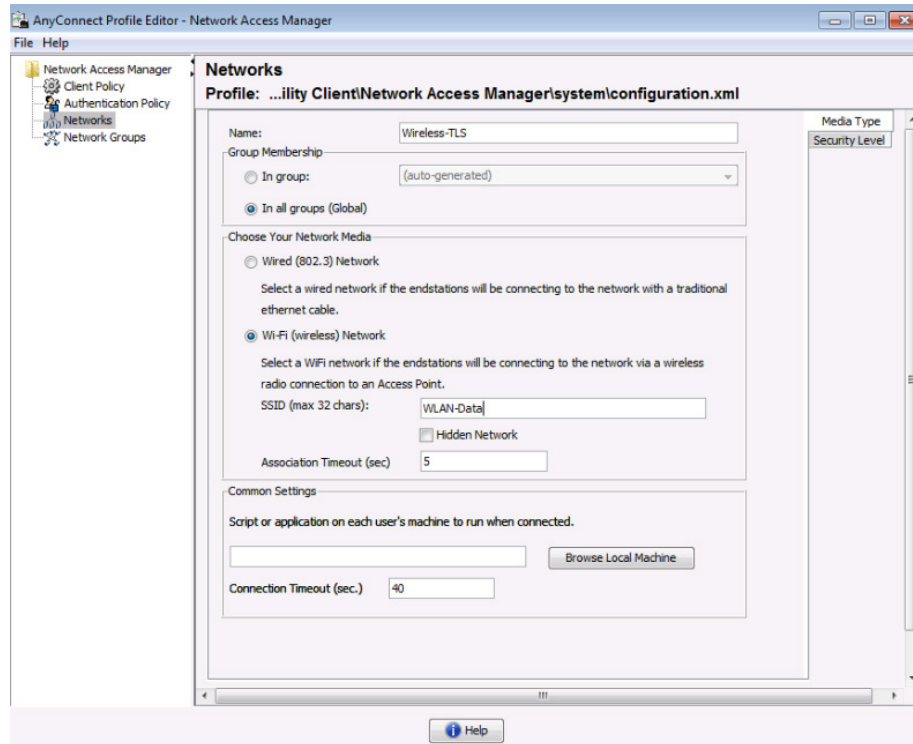 AnyConnect Profile Editor - Network Access Manager
File Help
Network Access Manager
Client Policy
Authentication Policy
Networks
Network Groups
Networks
Profile: ...ility Client\Network Access Manager\system\configuration.xml
Media Type
Security Level
Name: Wireless-TLS
Group Membership
In group: (auto-generated)
In all groups (Global)
Choose Your Network Media
Wired (802.3) Network
Select a wired network if the endstations will be connecting to the network with a traditional
ethernet cable.
Wi-Fi (wireless) Network
Select a WiFi network if the endstations will be connecting to the network via a wireless
radio connection to an Access Point.
SSID (max 32 chars): WLAN-Data
Hidden Network
Association Timeout (sec) 5
Common Settings
Script or application on each user's machine to run when connected.
Browse Local Machine
Connection Timeout (sec.) 40
Help